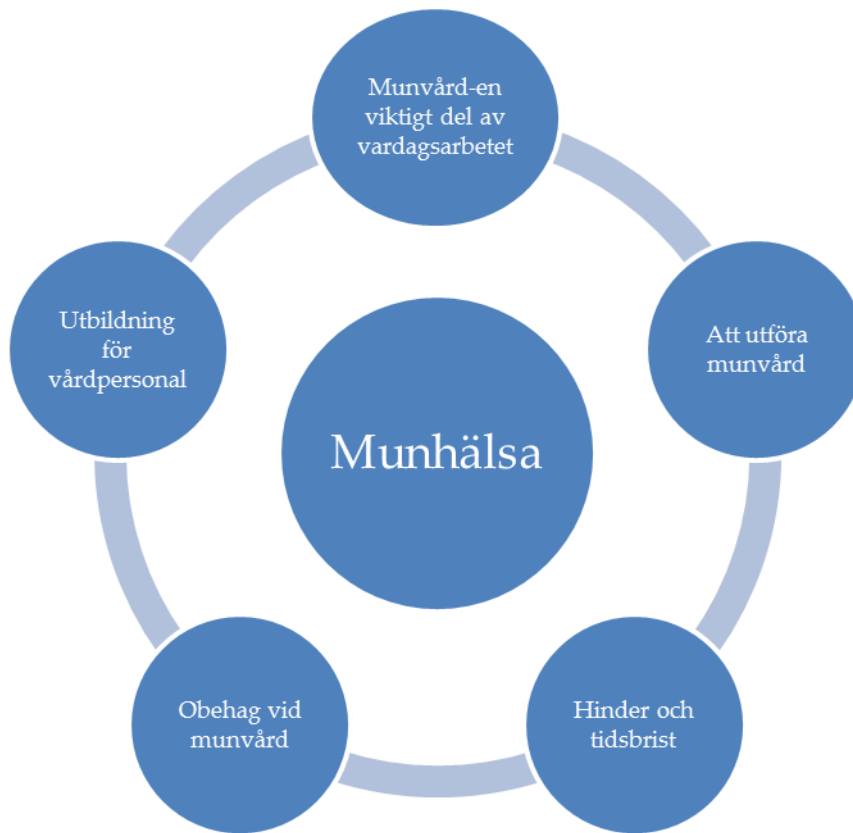 Munvård-en
viktigt del av
vardagsarbetet
Utbildning
för
vårdpersonal
Att utföra
munvård
Munhälsa
Obehag vid
munvård
Hinder och
tidsbrist